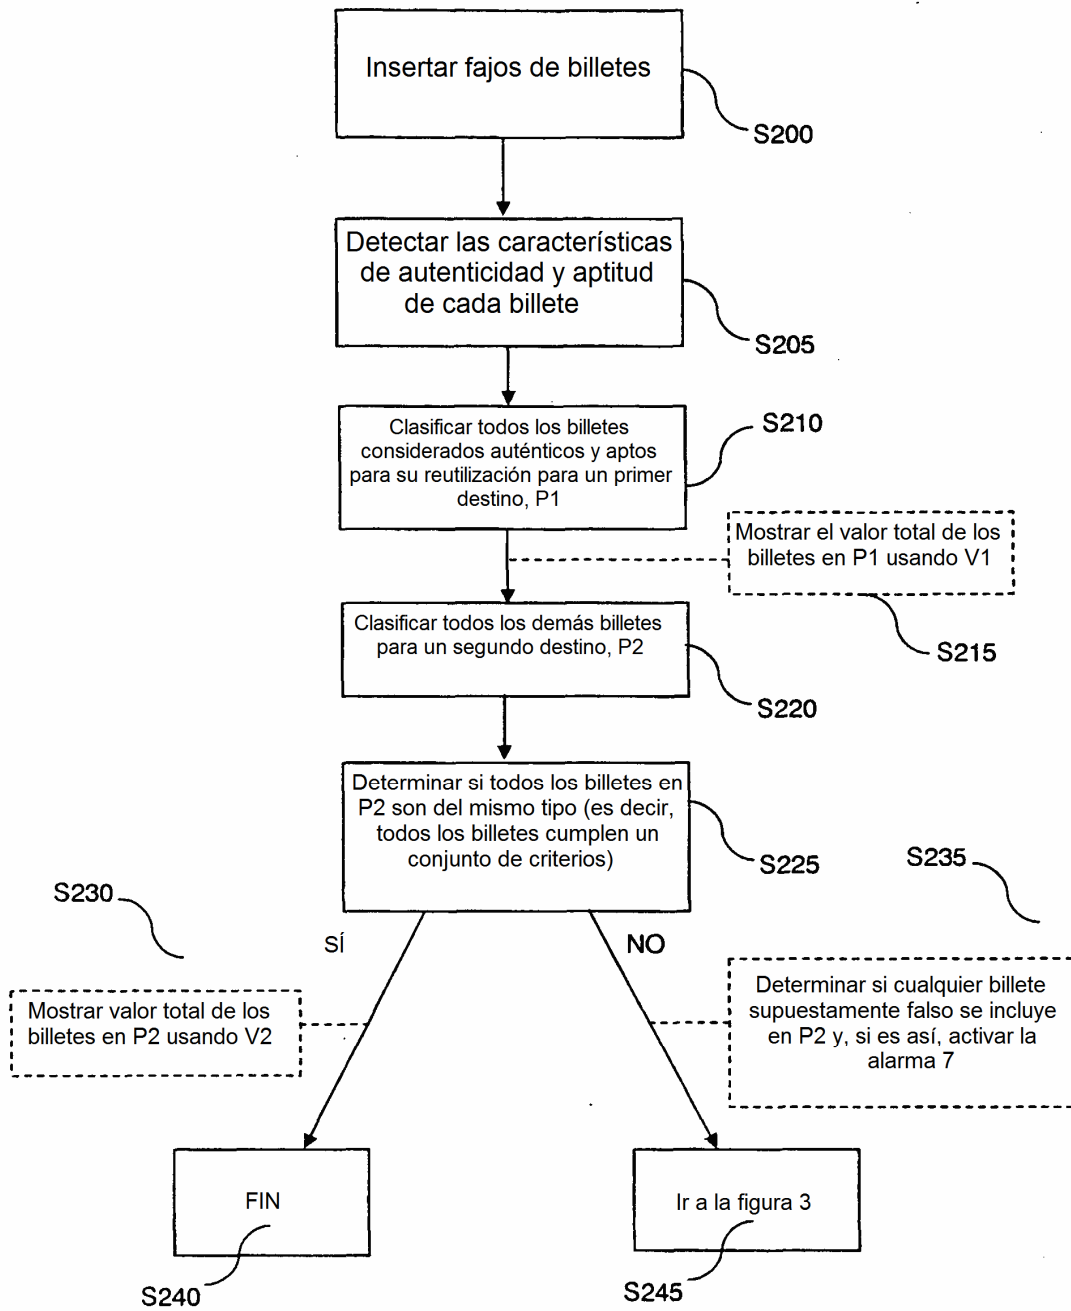 Insertar fajos de billetes
S200
Detectar las características
de autenticidad y aptitud
de cada billete
S205
Clasificar todos los billetes
considerados auténticos y aptos
para su reutilización para un primer
destino, P1
S210
Mostrar el valor total de los
billetes en P1 usando V1
S215
Clasificar todos los demás billetes
para un segundo destino, P2
S220
Determinar si todos los billetes en
P2 son del mismo tipo (es decir,
todos los billetes cumplen un
conjunto de criterios)
S225
S235
S230
SÍ
NO
Mostrar valor total de los
billetes en P2 usando V2
Determinar si cualquier billete
supuestamente falso se incluye
en P2 y, si es así, activar la
alarma 7
FIN
Ir a la figura 3
S240
S245